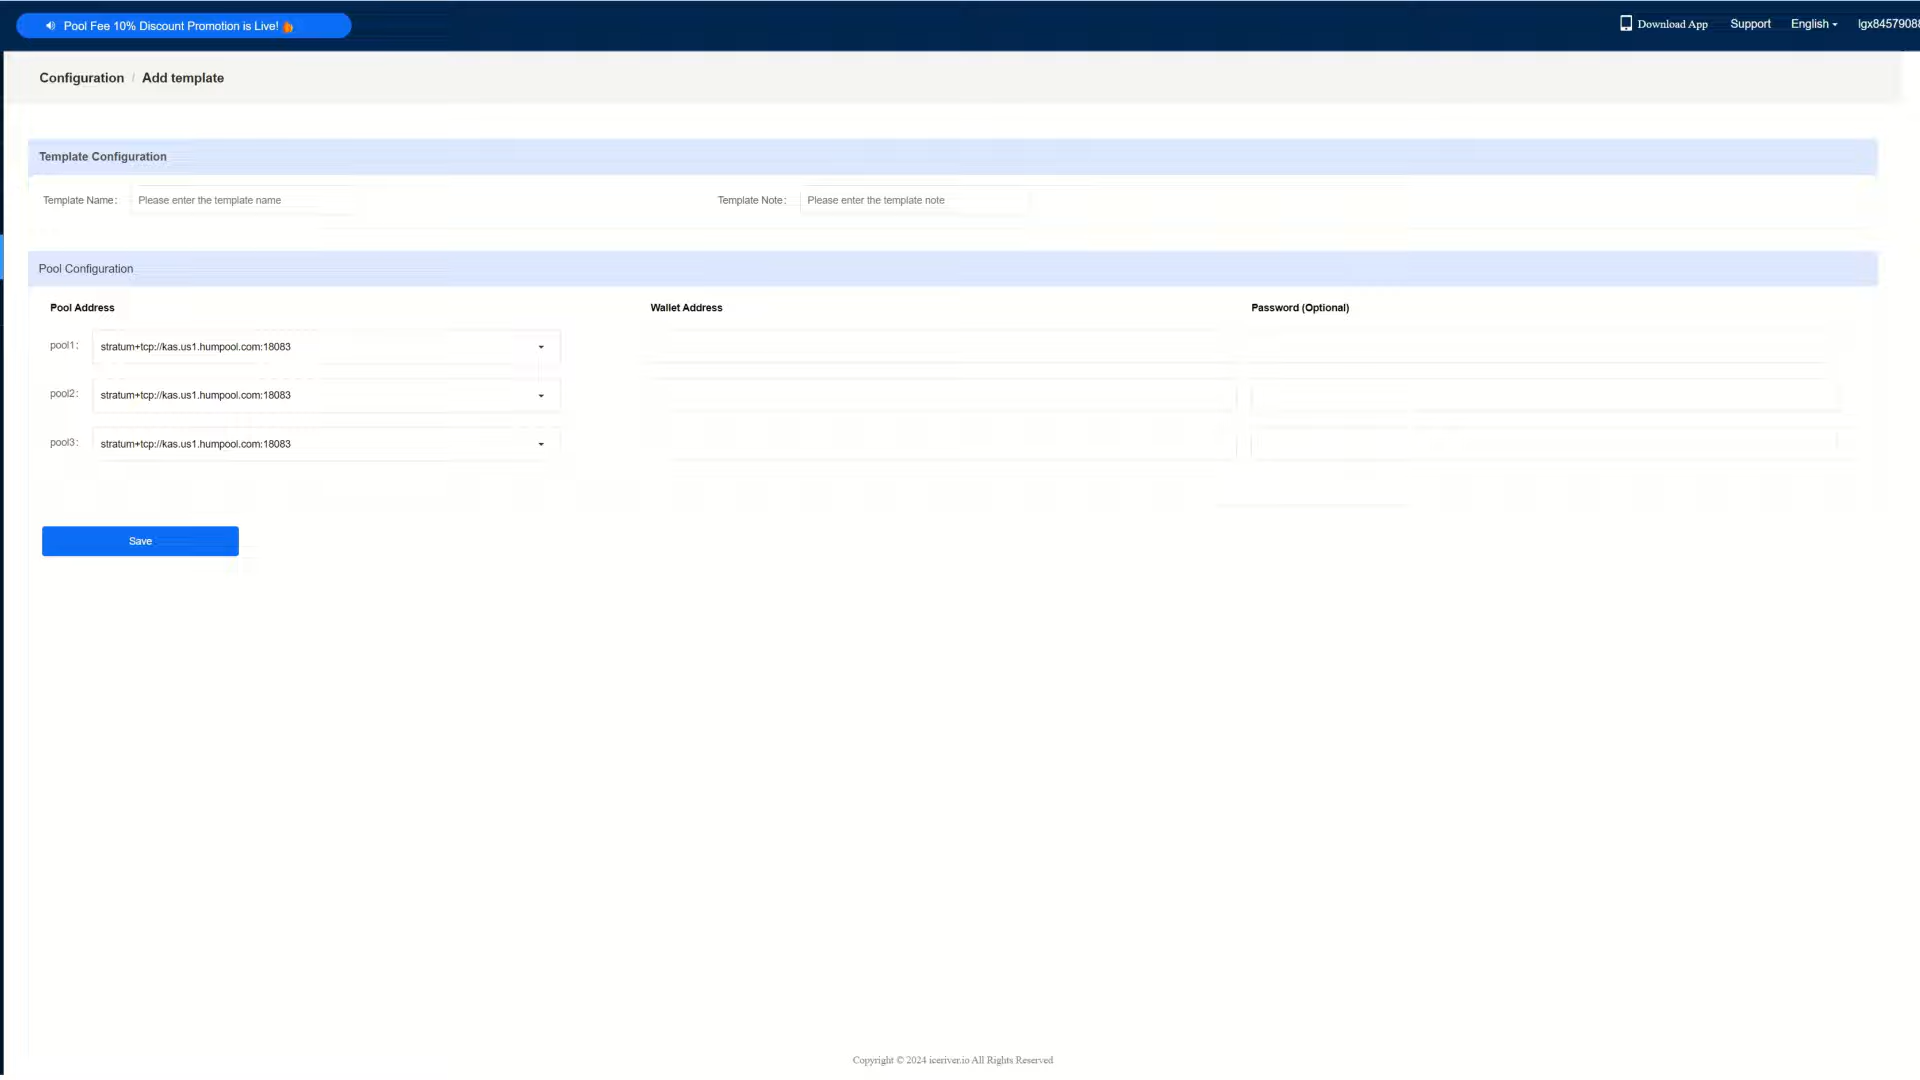 Pool Fee 10% Discount Promotion is Live!
Download App
Support
English
lgx8457908
Configuration / Add template
Template Configuration
Template Name:
Please enter the template name
Template Note:
Please enter the template note
Pool Configuration
Pool Address
Wallet Address
Password (Optional)
pool1:
stratum+tcp://kas.us1.humpool.com:18083
pool2:
stratum+tcp://kas.us1.humpool.com:18083
pool3:
stratum+tcp://kas.us1.humpool.com:18083
Save
Copyright © 2024 iceriver.io All Rights Reserved